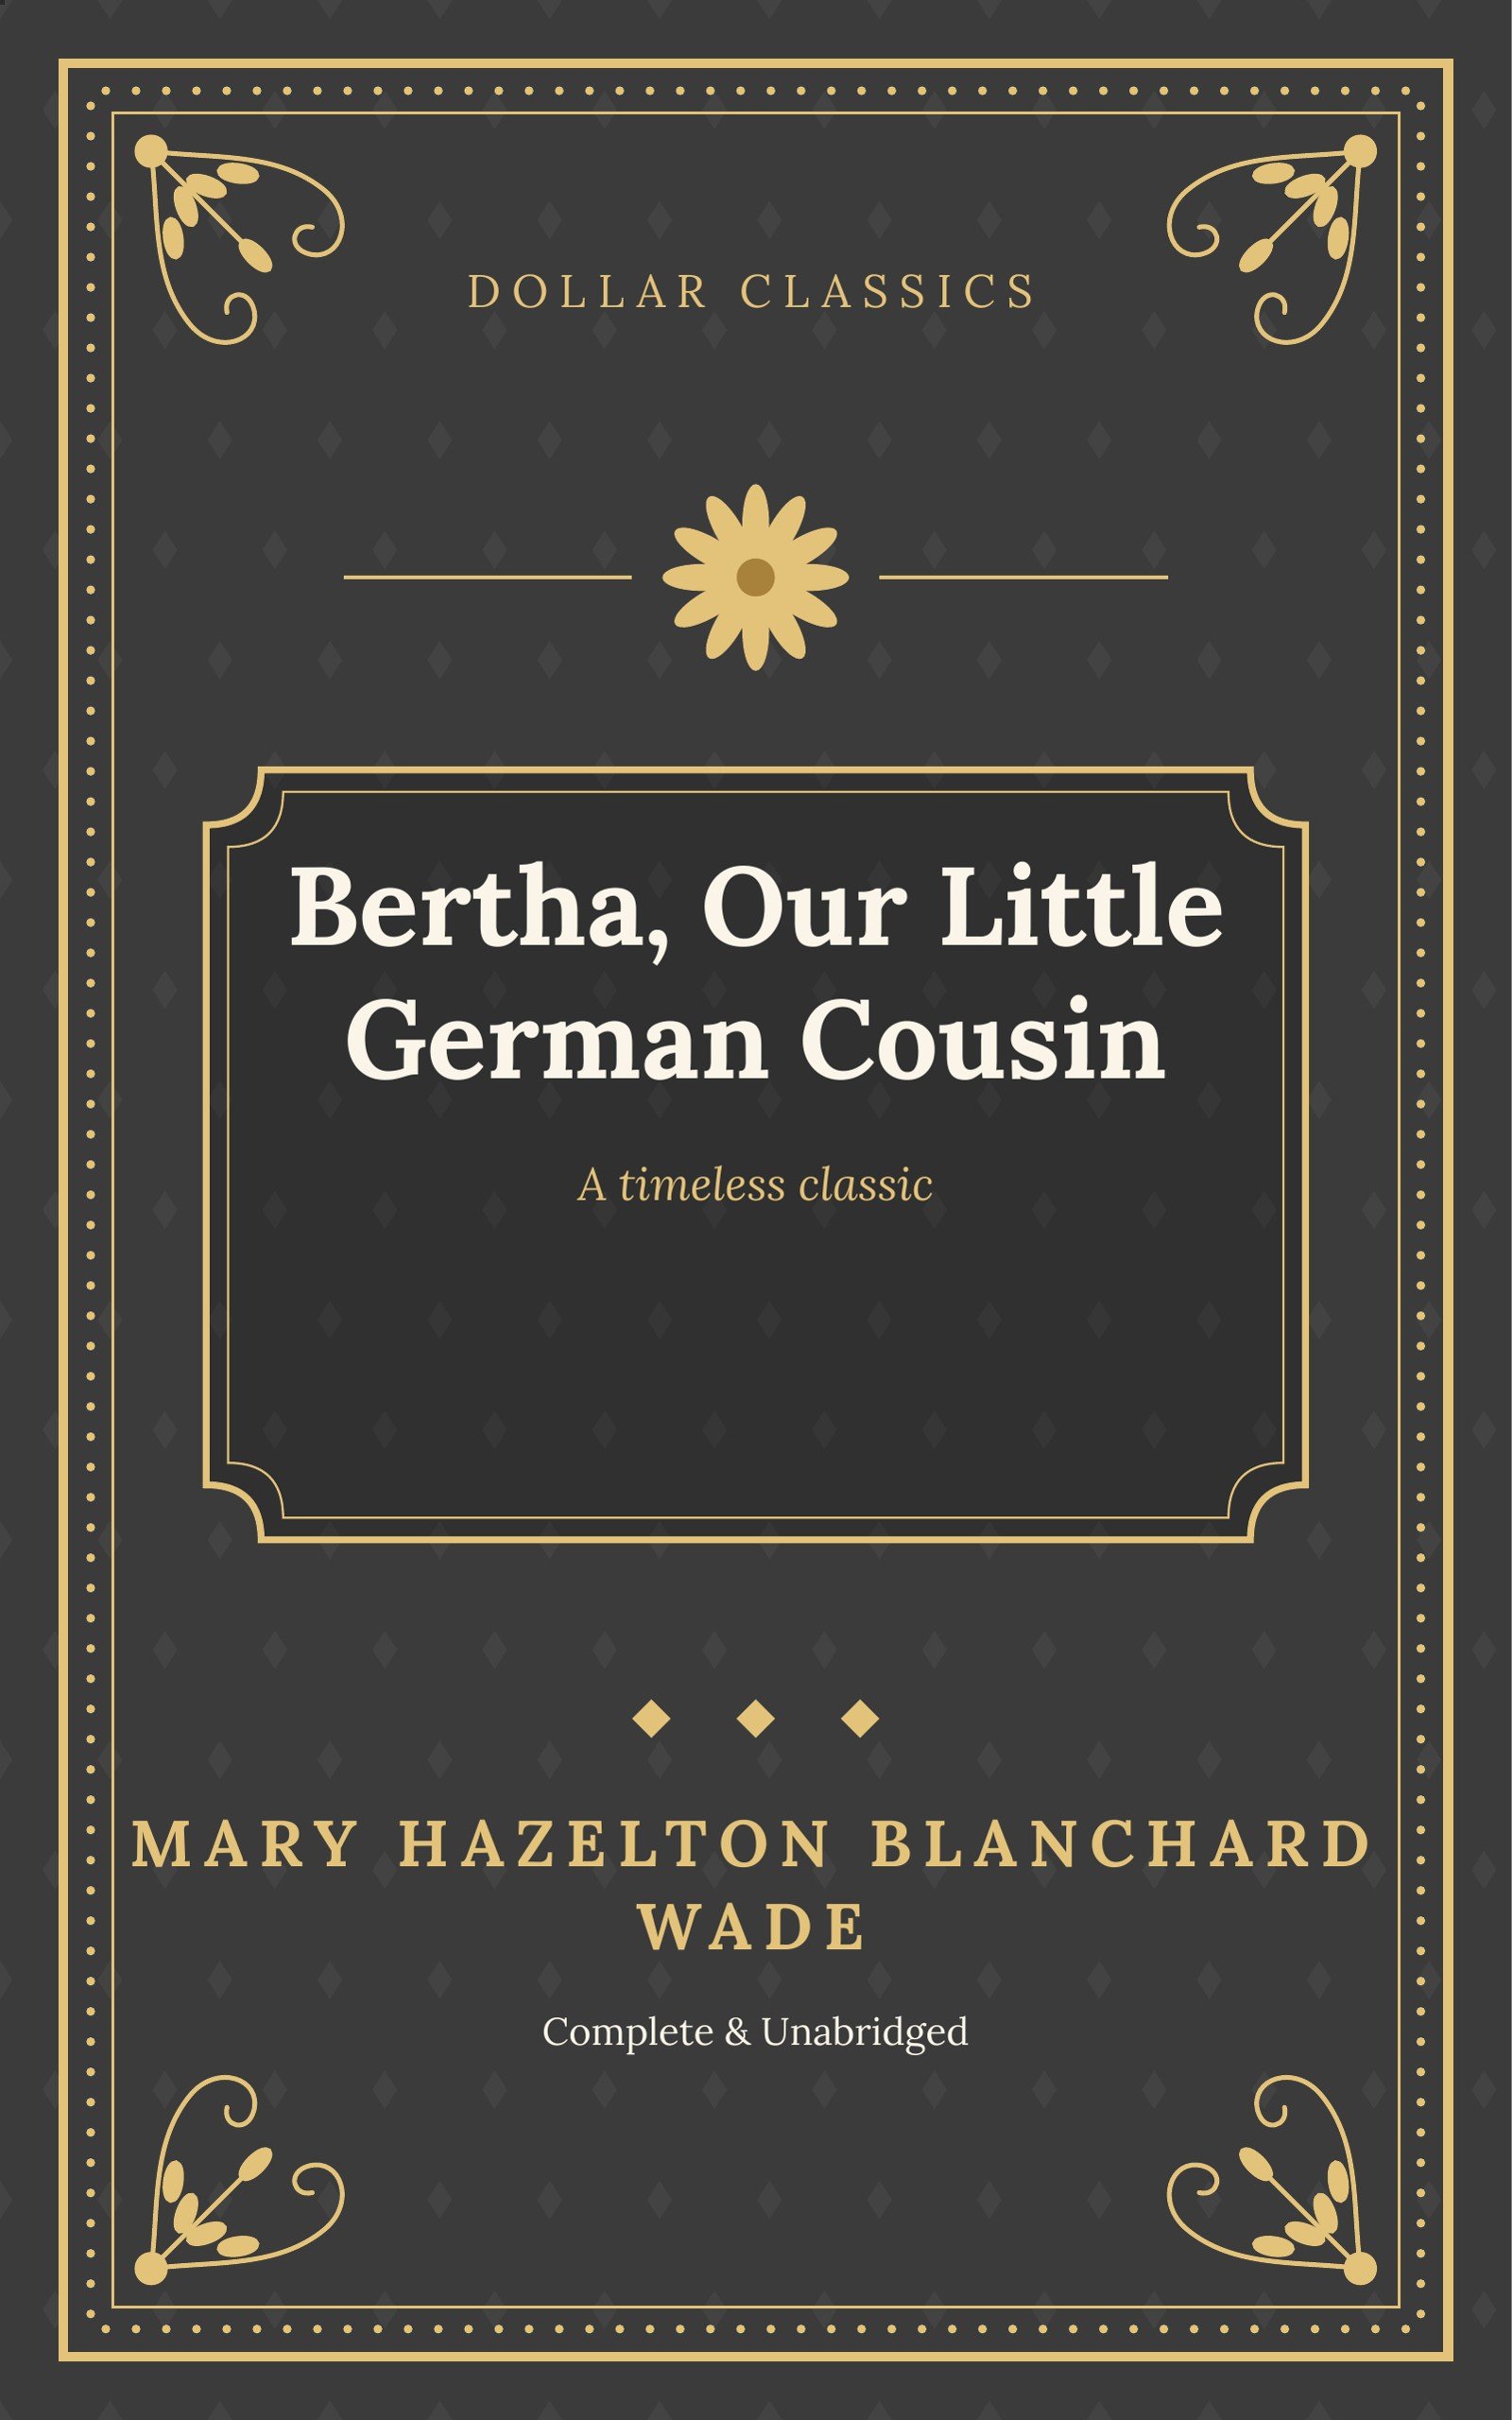 DOLLAR CLASSICS
Bertha, Our Little
German Cousin
A timeless classic
MARY HAZELTON BLANCHARD
WADE
Complete & Unabridged